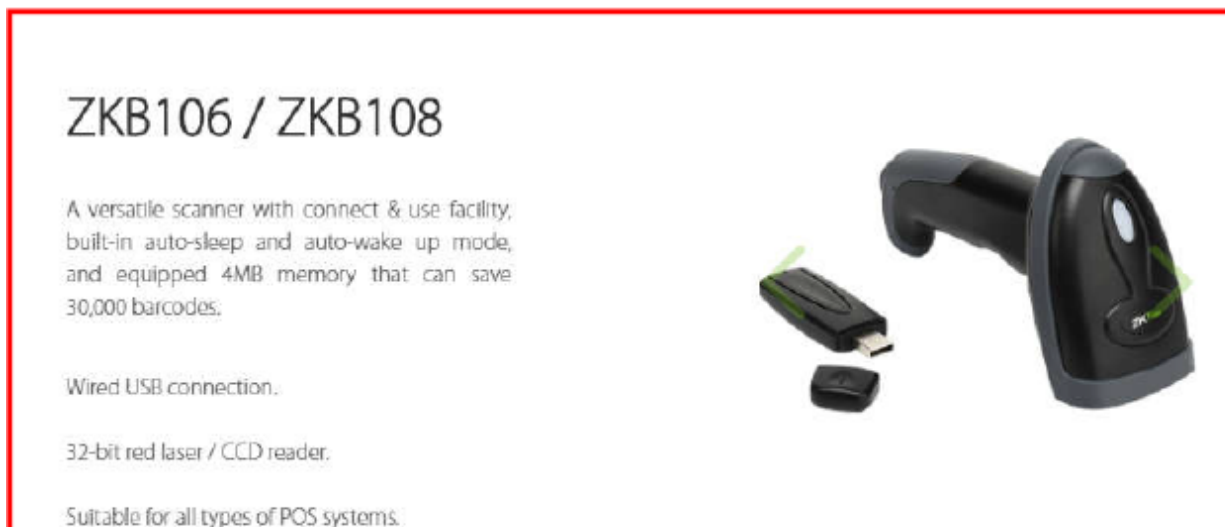 ZKB106 / ZKB108
A versatile scanner with connect & use facility,
built-in auto-sleep and auto-wake up mode,
and equipped 4MB memory that can save
30,000 barcodes.
Wired USB connection.
32-bit red laser / CCD reader.
Suitable for all types of POS systems.
ZK